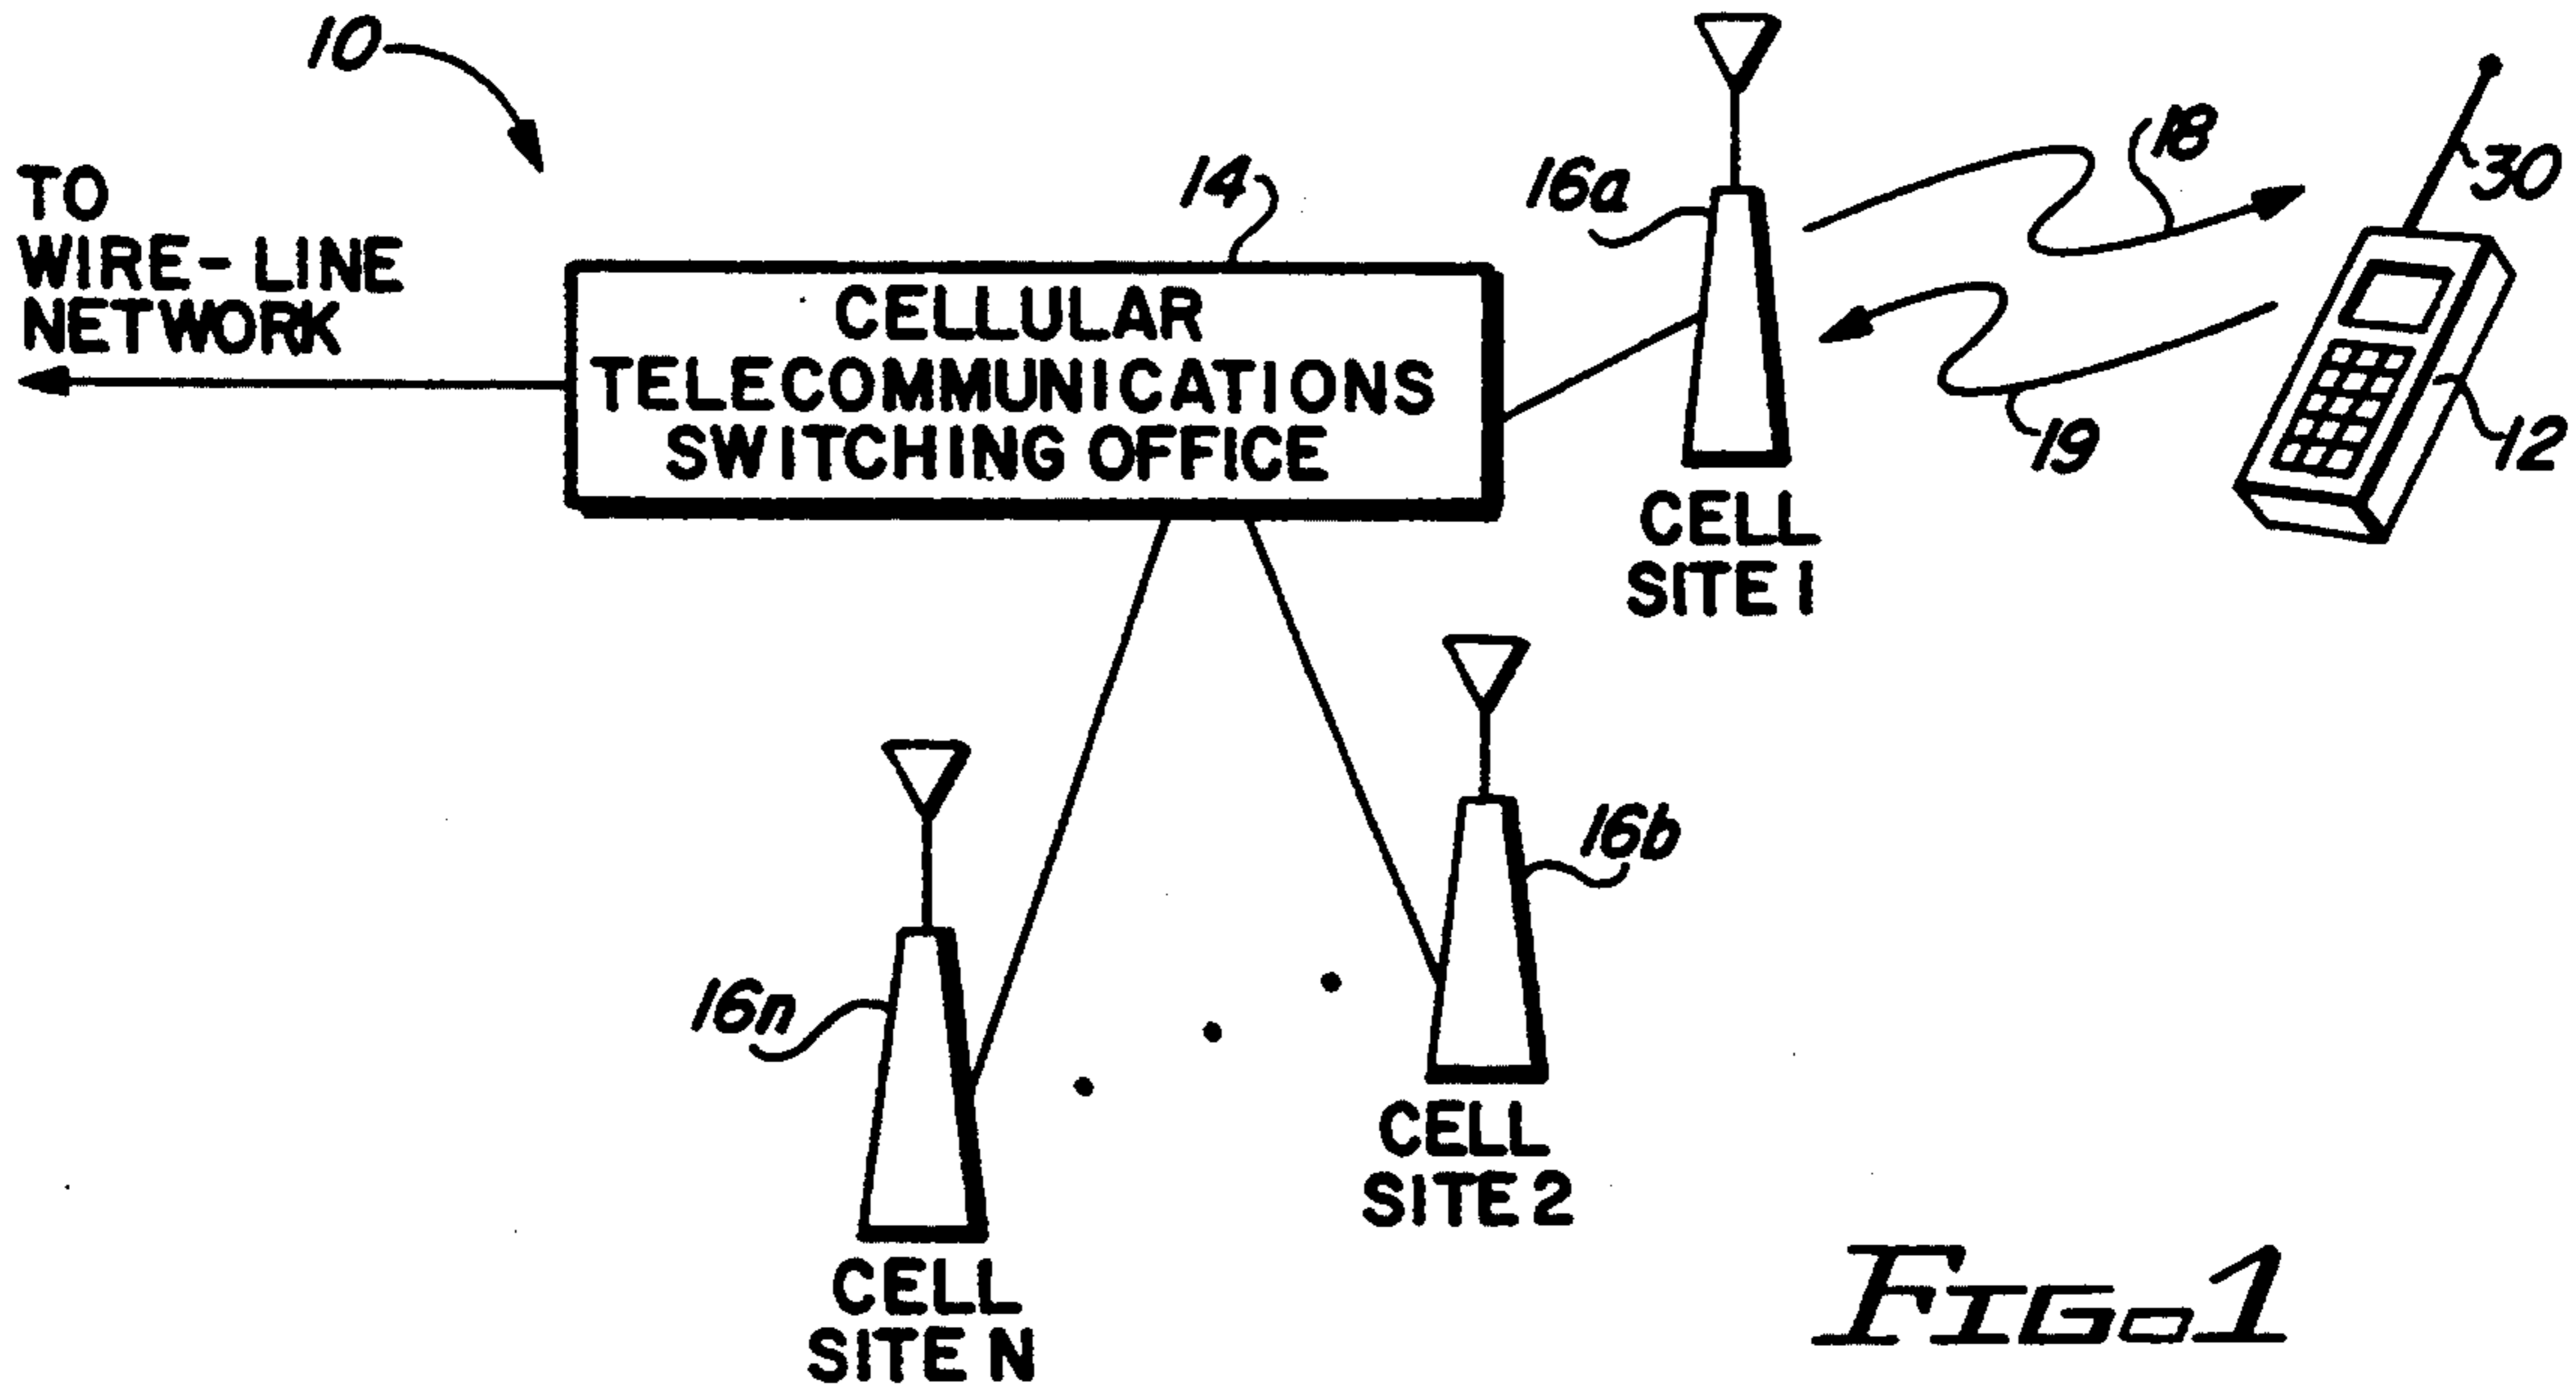 10
TO
WIRE-LINE
NETWORK
14
CELLULAR
TELECOMMUNICATIONS
SWITCHING OFFICE
16a
CELL
SITE 1
18
19
30
12
16b
CELL
SITE 2
16n
CELL
SITE N
FIG. 1